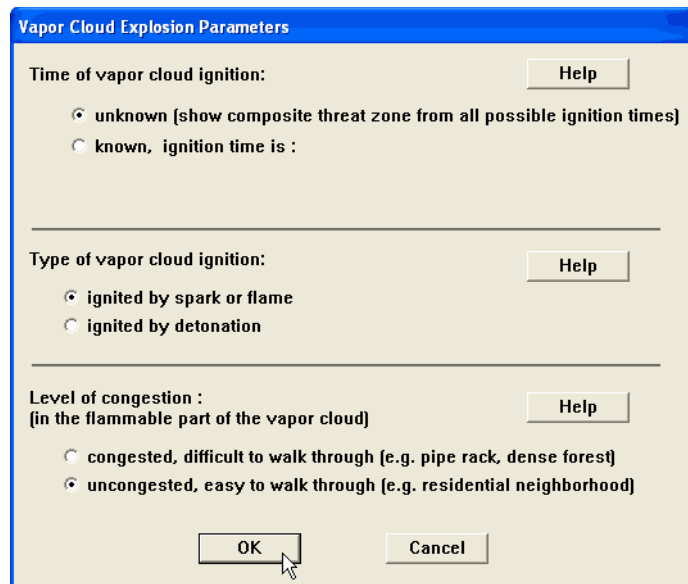 Vapor Cloud Explosion Parameters
Time of vapor cloud ignition:
Help
unknown (show composite threat zone from all possible ignition times)
known, ignition time is :
Type of vapor cloud ignition:
Help
ignited by spark or flame
ignited by detonation
Level of congestion :
(in the flammable part of the vapor cloud)
Help
congested, difficult to walk through (e.g. pipe rack, dense forest)
uncongested, easy to walk through (e.g. residential neighborhood)
OK
Cancel